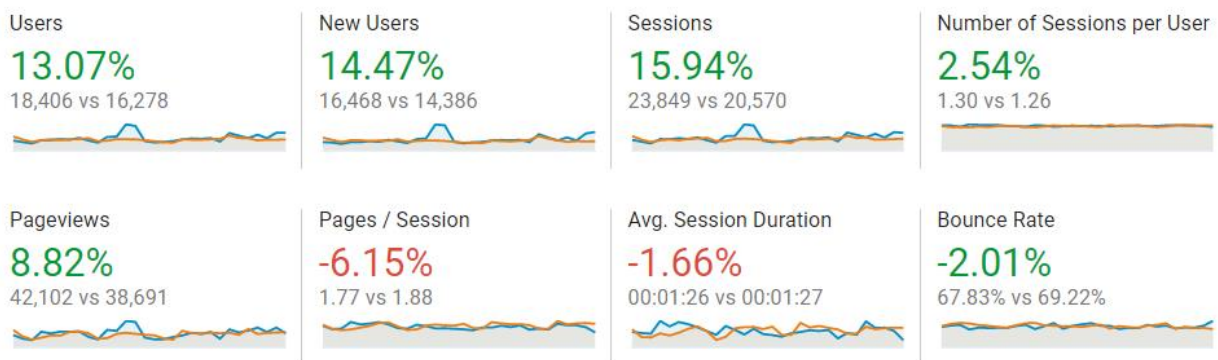 Users
13.07%
18,406 vs 16,278
New Users
14.47%
16,468 vs 14,386
Sessions
15.94%
23,849 vs 20,570
Number of Sessions per User
2.54%
1.30 vs 1.26
Pageviews
8.82%
42,102 vs 38,691
Pages / Session
-6.15%
1.77 vs 1.88
Avg. Session Duration
-1.66%
00:01:26 vs 00:01:27
Bounce Rate
-2.01%
67.83% vs 69.22%